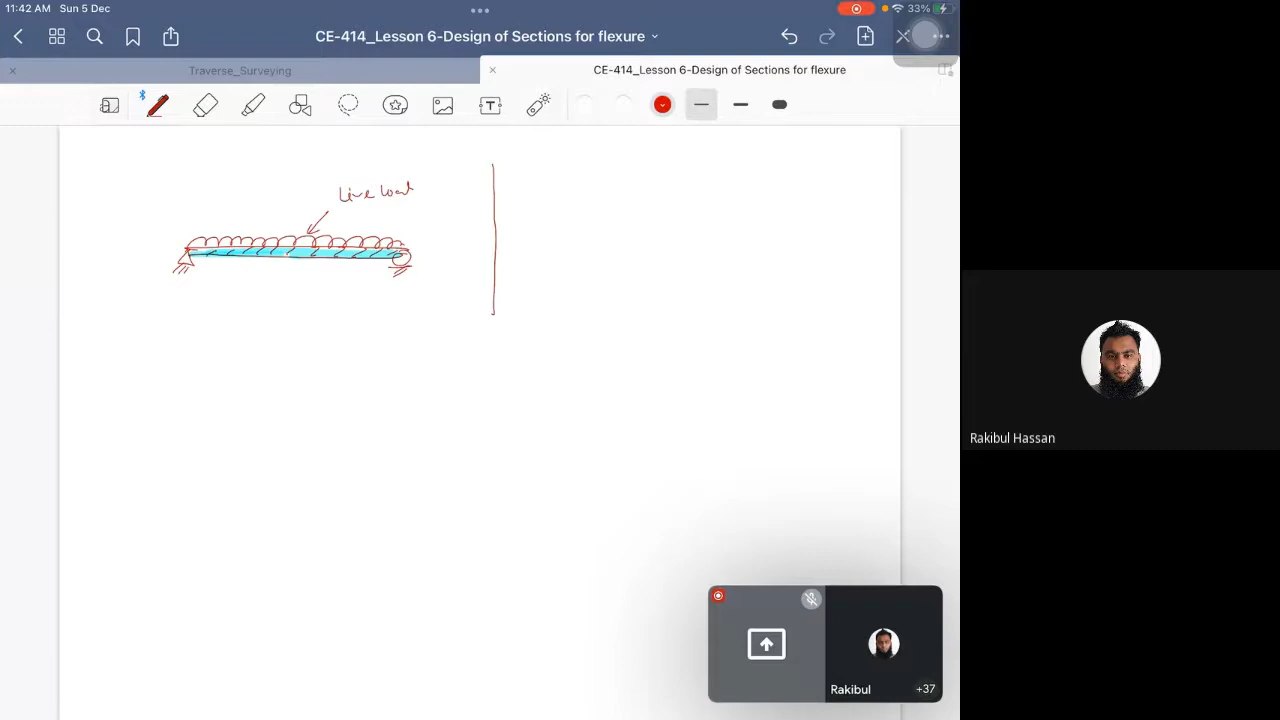 11:42 AM Sun 5 Dec
33%
CE-414_Lesson 6-Design of Sections for flexure
Traverse_Surveying
CE-414_Lesson 6-Design of Sections for flexure
Live load
Rakibul Hassan
Rakibul
+37